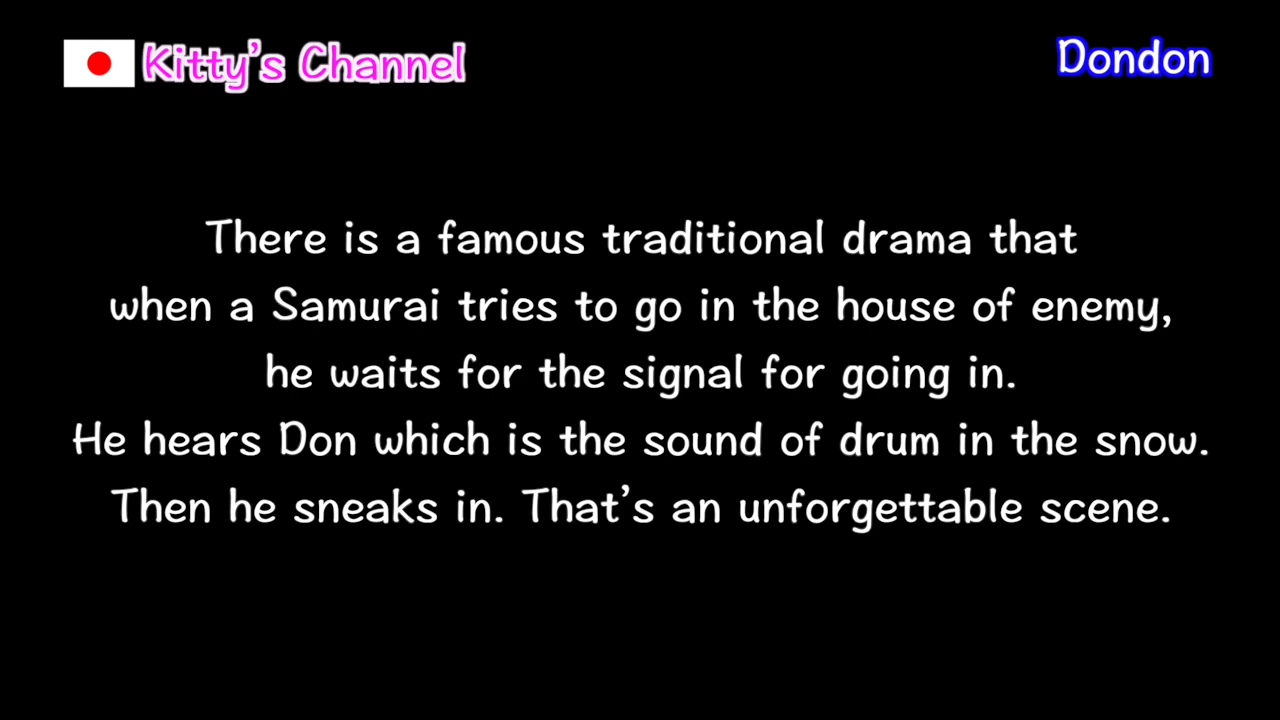 Kitty’s Channel
Dondon
There is a famous traditional drama that
when a Samurai tries to go in the house of enemy,
he waits for the signal for going in.
He hears Don which is the sound of drum in the snow.
Then he sneaks in. That’s an unforgettable scene.